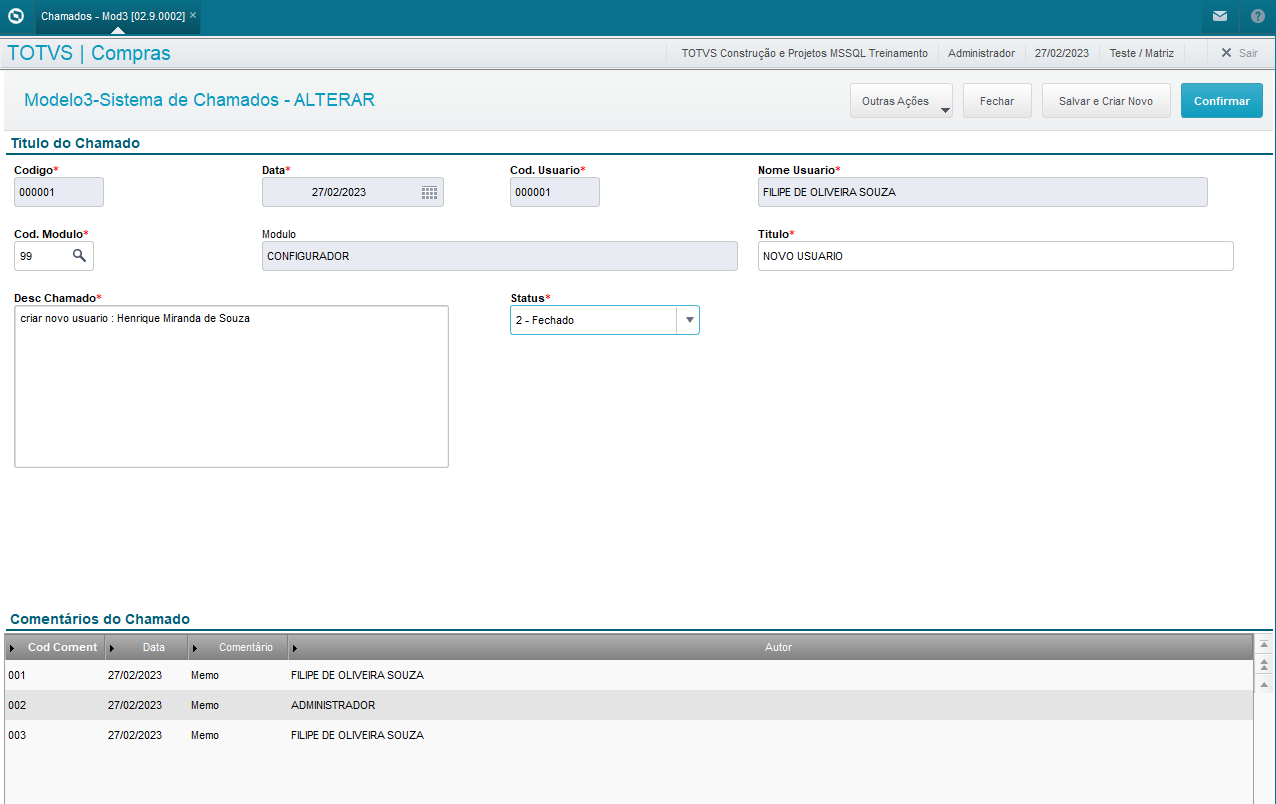 Chamados - Mod3 [02.9.0002] ×
TOTVS | Compras
TOTVS Construção e Projetos MSSQL Treinamento
Administrador
27/02/2023
Teste / Matriz
Sair
Modelo3-Sistema de Chamados - ALTERAR
Outras Ações
Fechar
Salvar e Criar Novo
Confirmar
Titulo do Chamado
Codigo* Data* Cod. Usuario* Nome Usuario*
000001 27/02/2023 000001 FILIPE DE OLIVEIRA SOUZA
Cod. Modulo* Modulo Titulo*
99 CONFIGURADOR NOVO USUARIO
Desc Chamado* Status*
criar novo usuario : Henrique Miranda de Souza 2 - Fechado
Comentários do Chamado
Cod Coment Data Comentário Autor
001 27/02/2023 Memo FILIPE DE OLIVEIRA SOUZA
002 27/02/2023 Memo ADMINISTRADOR
003 27/02/2023 Memo FILIPE DE OLIVEIRA SOUZA